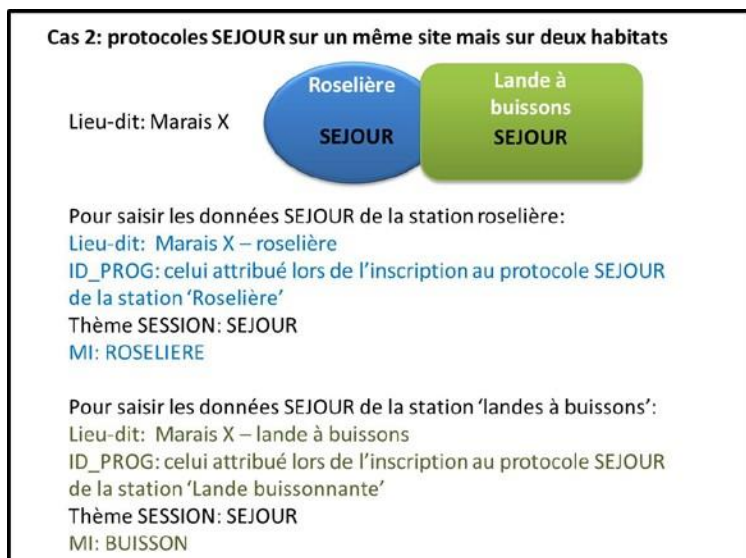 Cas 2: protocoles SEJOUR sur un même site mais sur deux habitats
Roselière
SEJOUR
Lande à
buissons
SEJOUR
Lieu-dit: Marais X
Pour saisir les données SEJOUR de la station roselière:
Lieu-dit: Marais X – roselière
ID_PROG: celui attribué lors de l'inscription au protocole SEJOUR
de la station 'Roselière'
Thème SESSION: SEJOUR
MI: ROSELIERE
Pour saisir les données SEJOUR de la station 'landes à buissons':
Lieu-dit: Marais X – lande à buissons
ID_PROG: celui attribué lors de l'inscription au protocole SEJOUR
de la station 'Lande buissonnante'
Thème SESSION: SEJOUR
MI: BUISSON